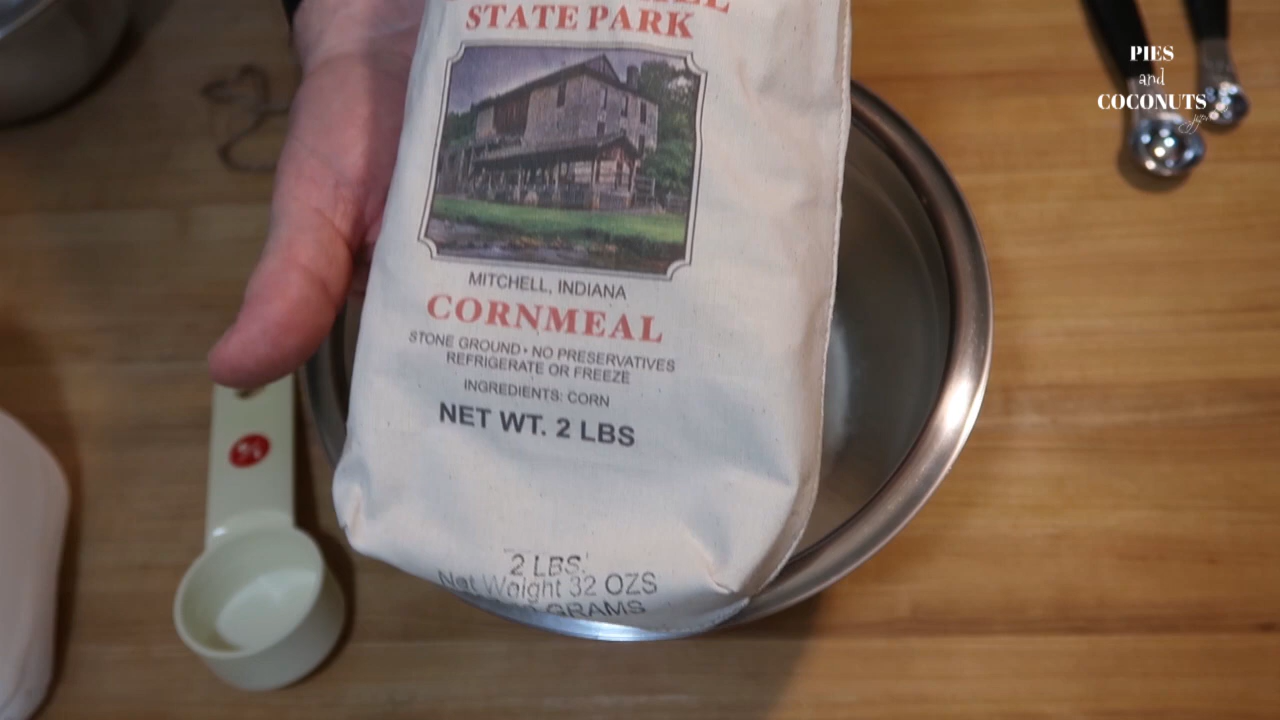 STATE PARK
MITCHELL, INDIANA
CORNMEAL
STONE GROUND • NO PRESERVATIVES
REFRIGERATE OR FREEZE
INGREDIENTS: CORN
NET WT. 2 LBS
2 LBS.
Net Weight 32 OZS
GRAMS
PIES
and
COCONUTS